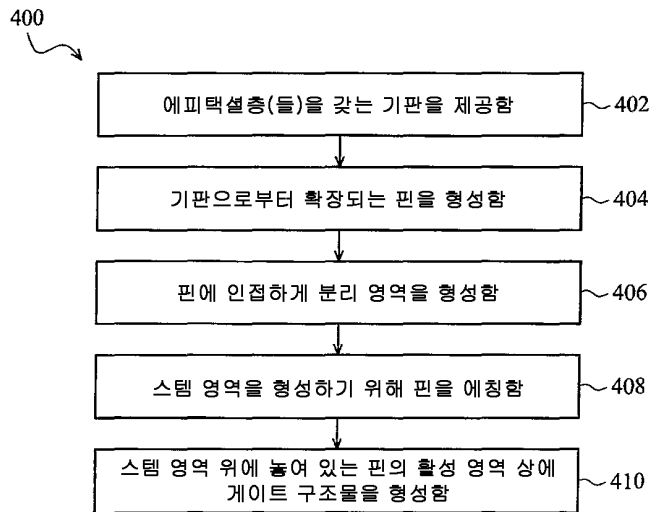 400
에피택셜층(들)을 갖는 기판을 제공함
402
기판으로부터 확장되는 핀을 형성함
404
핀에 인접하게 분리 영역을 형성함
406
스템 영역을 형성하기 위해 핀을 에칭함
408
스템 영역 위에 놓여 있는 핀의 활성 영역 상에
게이트 구조물을 형성함
410